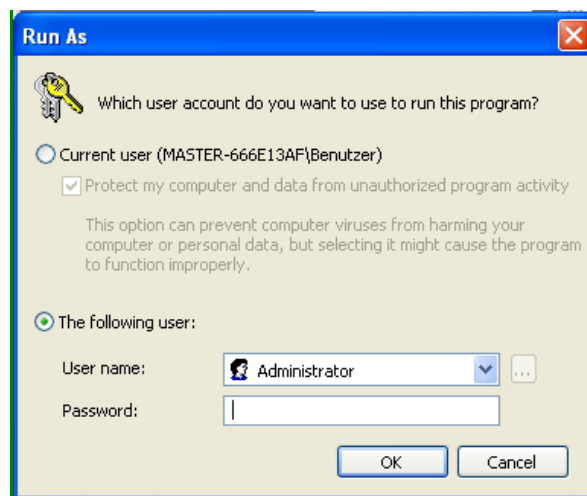 Run As
Which user account do you want to use to run this program?
Current user (MASTER-666E13AF\Benutzer)
Protect my computer and data from unauthorized program activity
This option can prevent computer viruses from harming your
computer or personal data, but selecting it might cause the program
to function improperly.
The following user:
User name:
Administrator
...
Password:
OK
Cancel